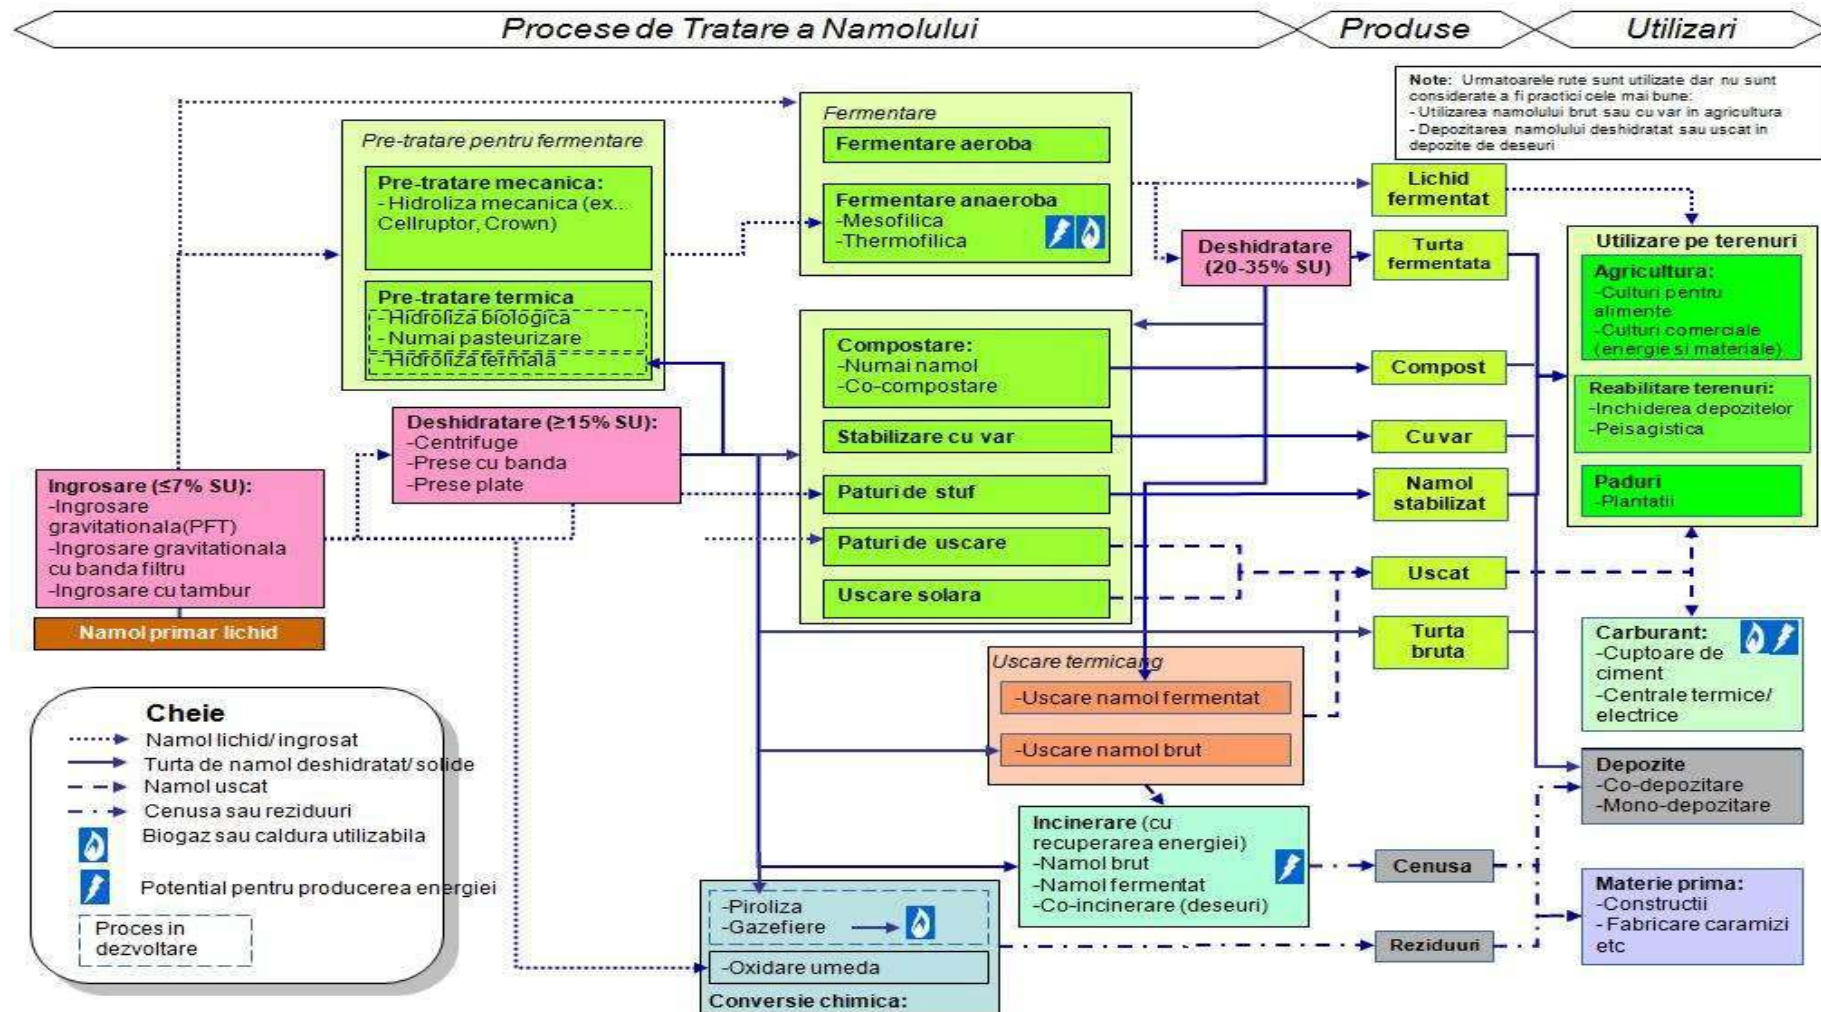 Procese de Tratare a Namolului
Produse
Utilizari
Note: Urmatoarele rute sunt utilizate dar nu sunt
considerate a fi practici cele mai bune:
- Utilizarea namolului brut sau cu var in agricultura
- Depozitarea namolului deshidratat sau uscat in
depozite de deseuri
Pre-tratare pentru fermentare
Pre-tratare mecanica:
- Hidroliza mecanica (ex...
Cellruptor, Crown)
Pre-tratare termica
- Hidroliza biologica
- Numai pasteurizare
- Hidroliza termala
Fermentare
Fermentare aeroba
Fermentare anaeroba
-Mesofilica
-Thermofilica
Deshidratare
(20-35% SU)
Lichid
fermentat
Turta
fermentata
Compost
Cu var
Namol
stabilizat
Uscat
Turta
bruta
Utilizare pe terenuri
Agricultura:
-Culturi pentru
alimente
-Culturi comerciale
(energie si materiale)
Reabilitare terenuri:
-Inchiderea depozitelor
-Peisagistica
Paduri
-Plantatii
Compostare:
-Numai namol
-Co-compostare
Stabilizare cu var
Paturi de stuf
Paturi de uscare
Uscare solara
Deshidratare (≥15% SU):
-Centrifuge
-Prese cu banda
-Prese plate
Ingrosare (≤7% SU):
-Ingrosare
gravitationala(PFT)
-Ingrosare gravitationala
cu banda filtru
-Ingrosare cu tambur
Namol primar lichid
Uscare termicang
-Uscare namol fermentat
-Uscare namol brut
Carburant:
-Cuptoare de
ciment
-Centrale termice/
electrice
Depozite
-Co-depozitare
-Mono-depozitare
Incinerare (cu
recuperarea energiei)
-Namol brut
-Namol fermentat
-Co-incinerare (deseuri)
Cenusa
Reziduuri
Materie prima:
-Constructii
- Fabricare caramizi
etc
-Piroliza
-Gazefiere
-Oxidare umeda
Conversie chimica:
Cheie
Namol lichid/ ingrosat
Turta de namol deshidratat/ solide
Namol uscat
Cenusa sau reziduuri
Biogaz sau caldura utilizabila
Potential pentru producerea energiei
Proces in
dezvoltare